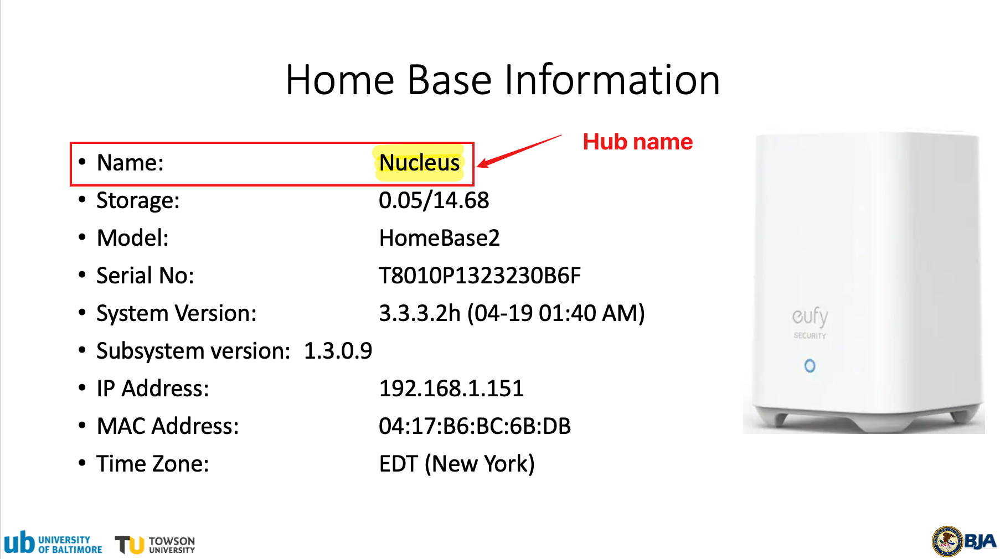 Home Base Information
Hub name
• Name: Nucleus
• Storage: 0.05/14.68
• Model: HomeBase2
• Serial No: T8010P1323230B6F
• System Version: 3.3.3.2h (04-19 01:40 AM)
• Subsystem version: 1.3.0.9
• IP Address: 192.168.1.151
• MAC Address: 04:17:B6:BC:6B:DB
• Time Zone: EDT (New York)
eufy
SECURITY
ub UNIVERSITY
OF BALTIMORE
TU TOWSON
UNIVERSITY
BJA